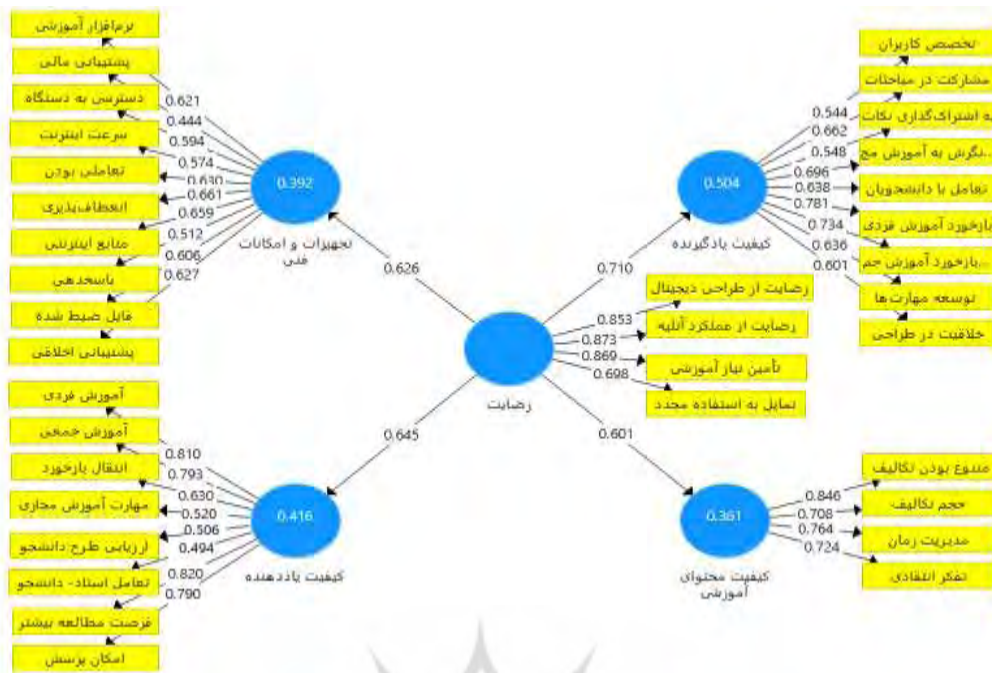 نرم‌افزار آموزشی
پشتیبانی مالی
دسترسی به دستگاه
سرعت اینترنت
تعاملی بودن
انعطاف‌پذیری
منابع اینترنتی
پاسخدهی
فایل ضبط شده
پشتیبانی اخلاقی
0.621
0.444
0.594
0.574
0.630
0.661
0.659
0.512
0.606
0.627
0.392
تجهیزات و امکانات
فنی
0.626
تخصص کاربران
مشارکت در مباحثات
به اشتراک‌گذاری نکات
نگرش به آموزش مج...
تعامل با دانشجویان
بازخورد آموزش فردی
بازخورد آموزش جم...
توسعه مهارت‌ها
خلاقیت در طراحی
0.544
0.662
0.548
0.696
0.638
0.781
0.734
0.636
0.601
0.504
کیفیت یادگیرنده
0.710
رضایت از طراحی دیجیتال
رضایت از عملکرد آتلیه
تأمین نیاز آموزشی
تمایل به استفاده مجدد
0.853
0.873
0.869
0.698
رضایت
آموزش فردی
آموزش جمعی
انتقال بازخورد
مهارت آموزش مجازی
ارزیابی طرح دانشجو
تعامل استاد- دانشجو
فرصت مطالعه بیشتر
امکان پرسش
0.810
0.793
0.630
0.520
0.506
0.494
0.820
0.790
0.416
کیفیت یاددهنده
0.645
متنوع بودن تکالیف
حجم تکالیف
مدیریت زمان
تفکر انتقادی
0.846
0.708
0.764
0.724
0.361
کیفیت محتوای
آموزشی
0.601